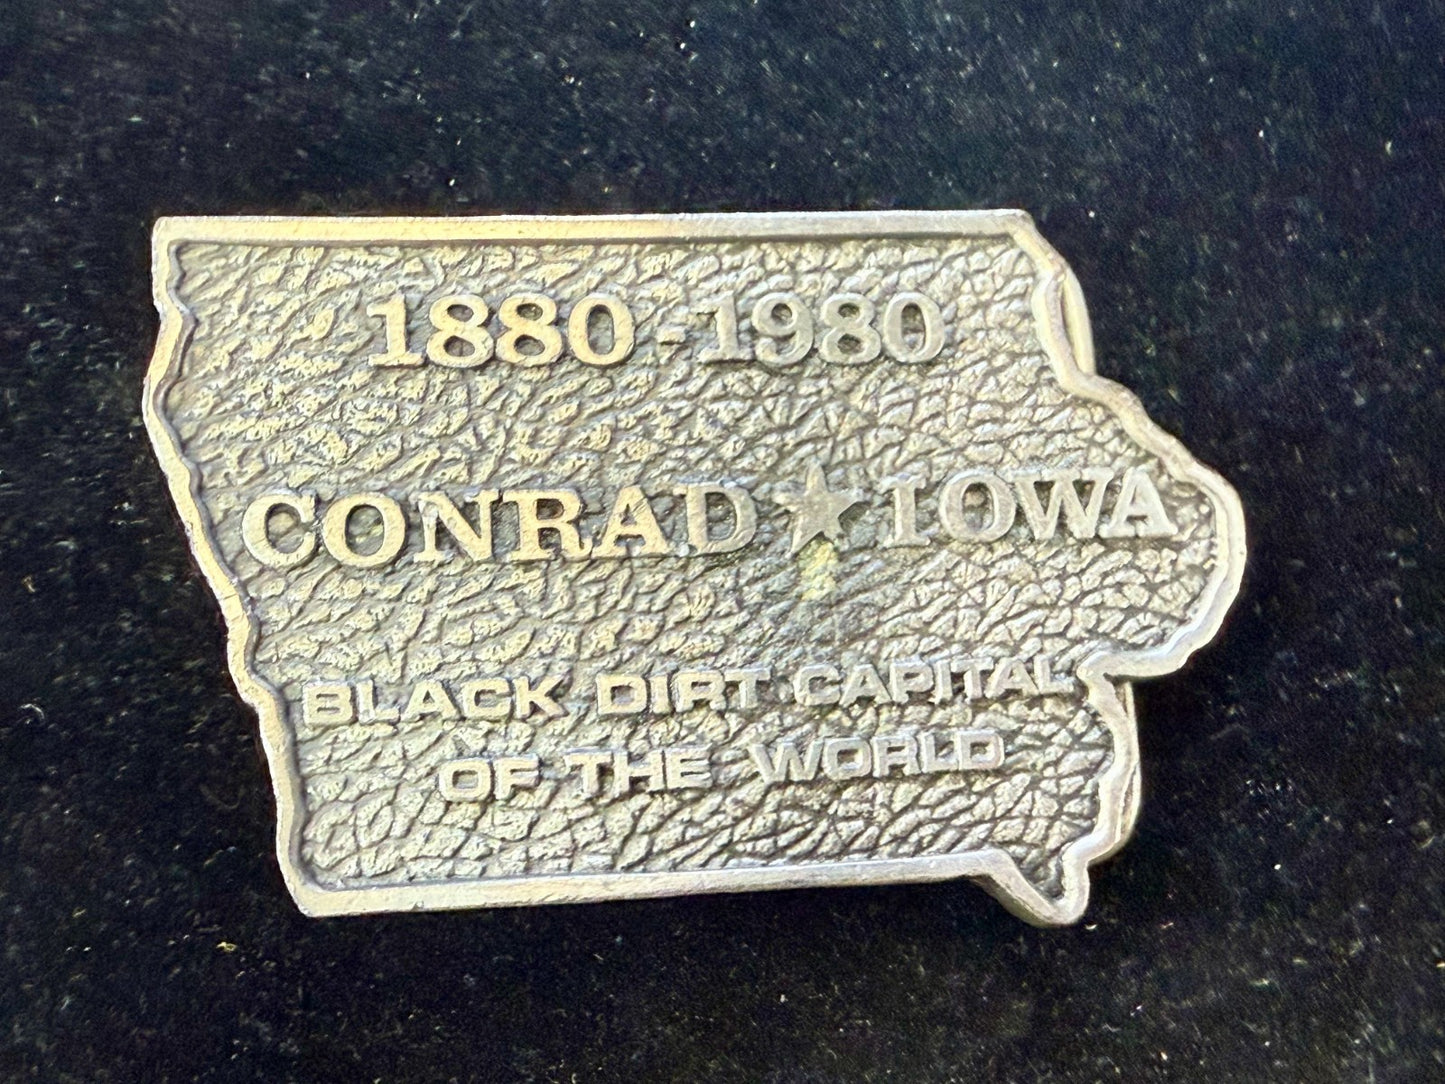 1880-1980
CONRAD★IOWA
BLACK DIRT CAPITAL
OF THE WORLD